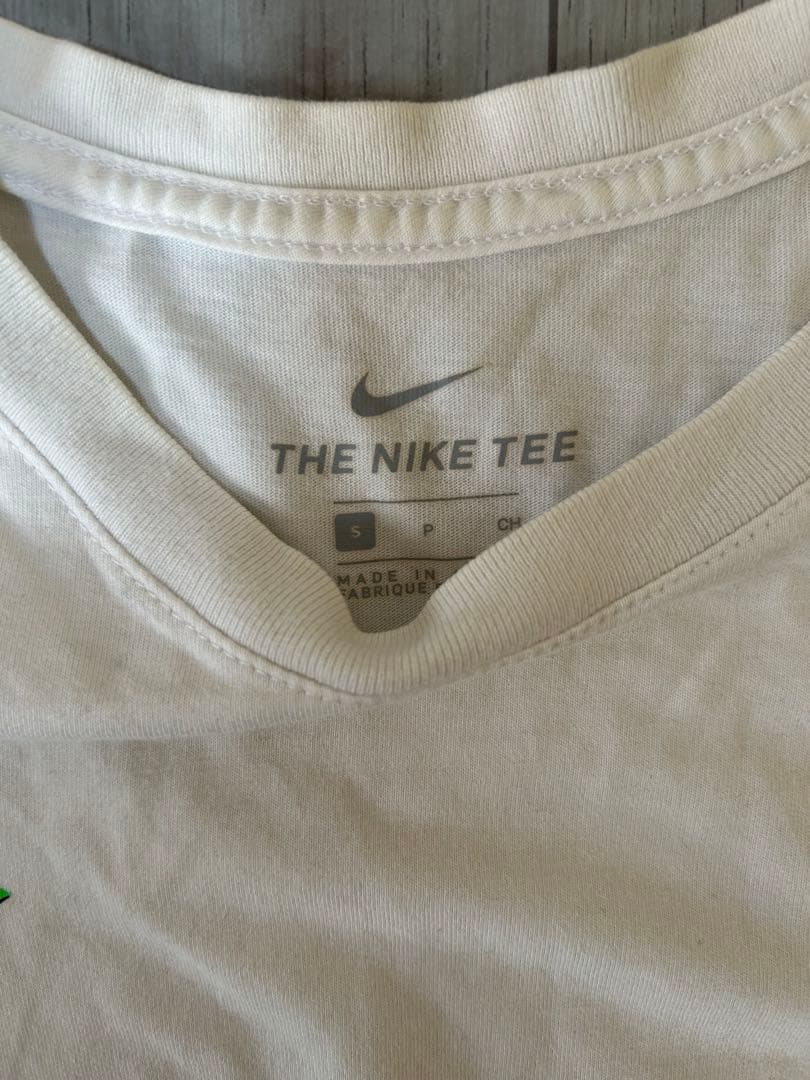 THE NIKE TEE
S P CH
MADE IN
FABRIQUE